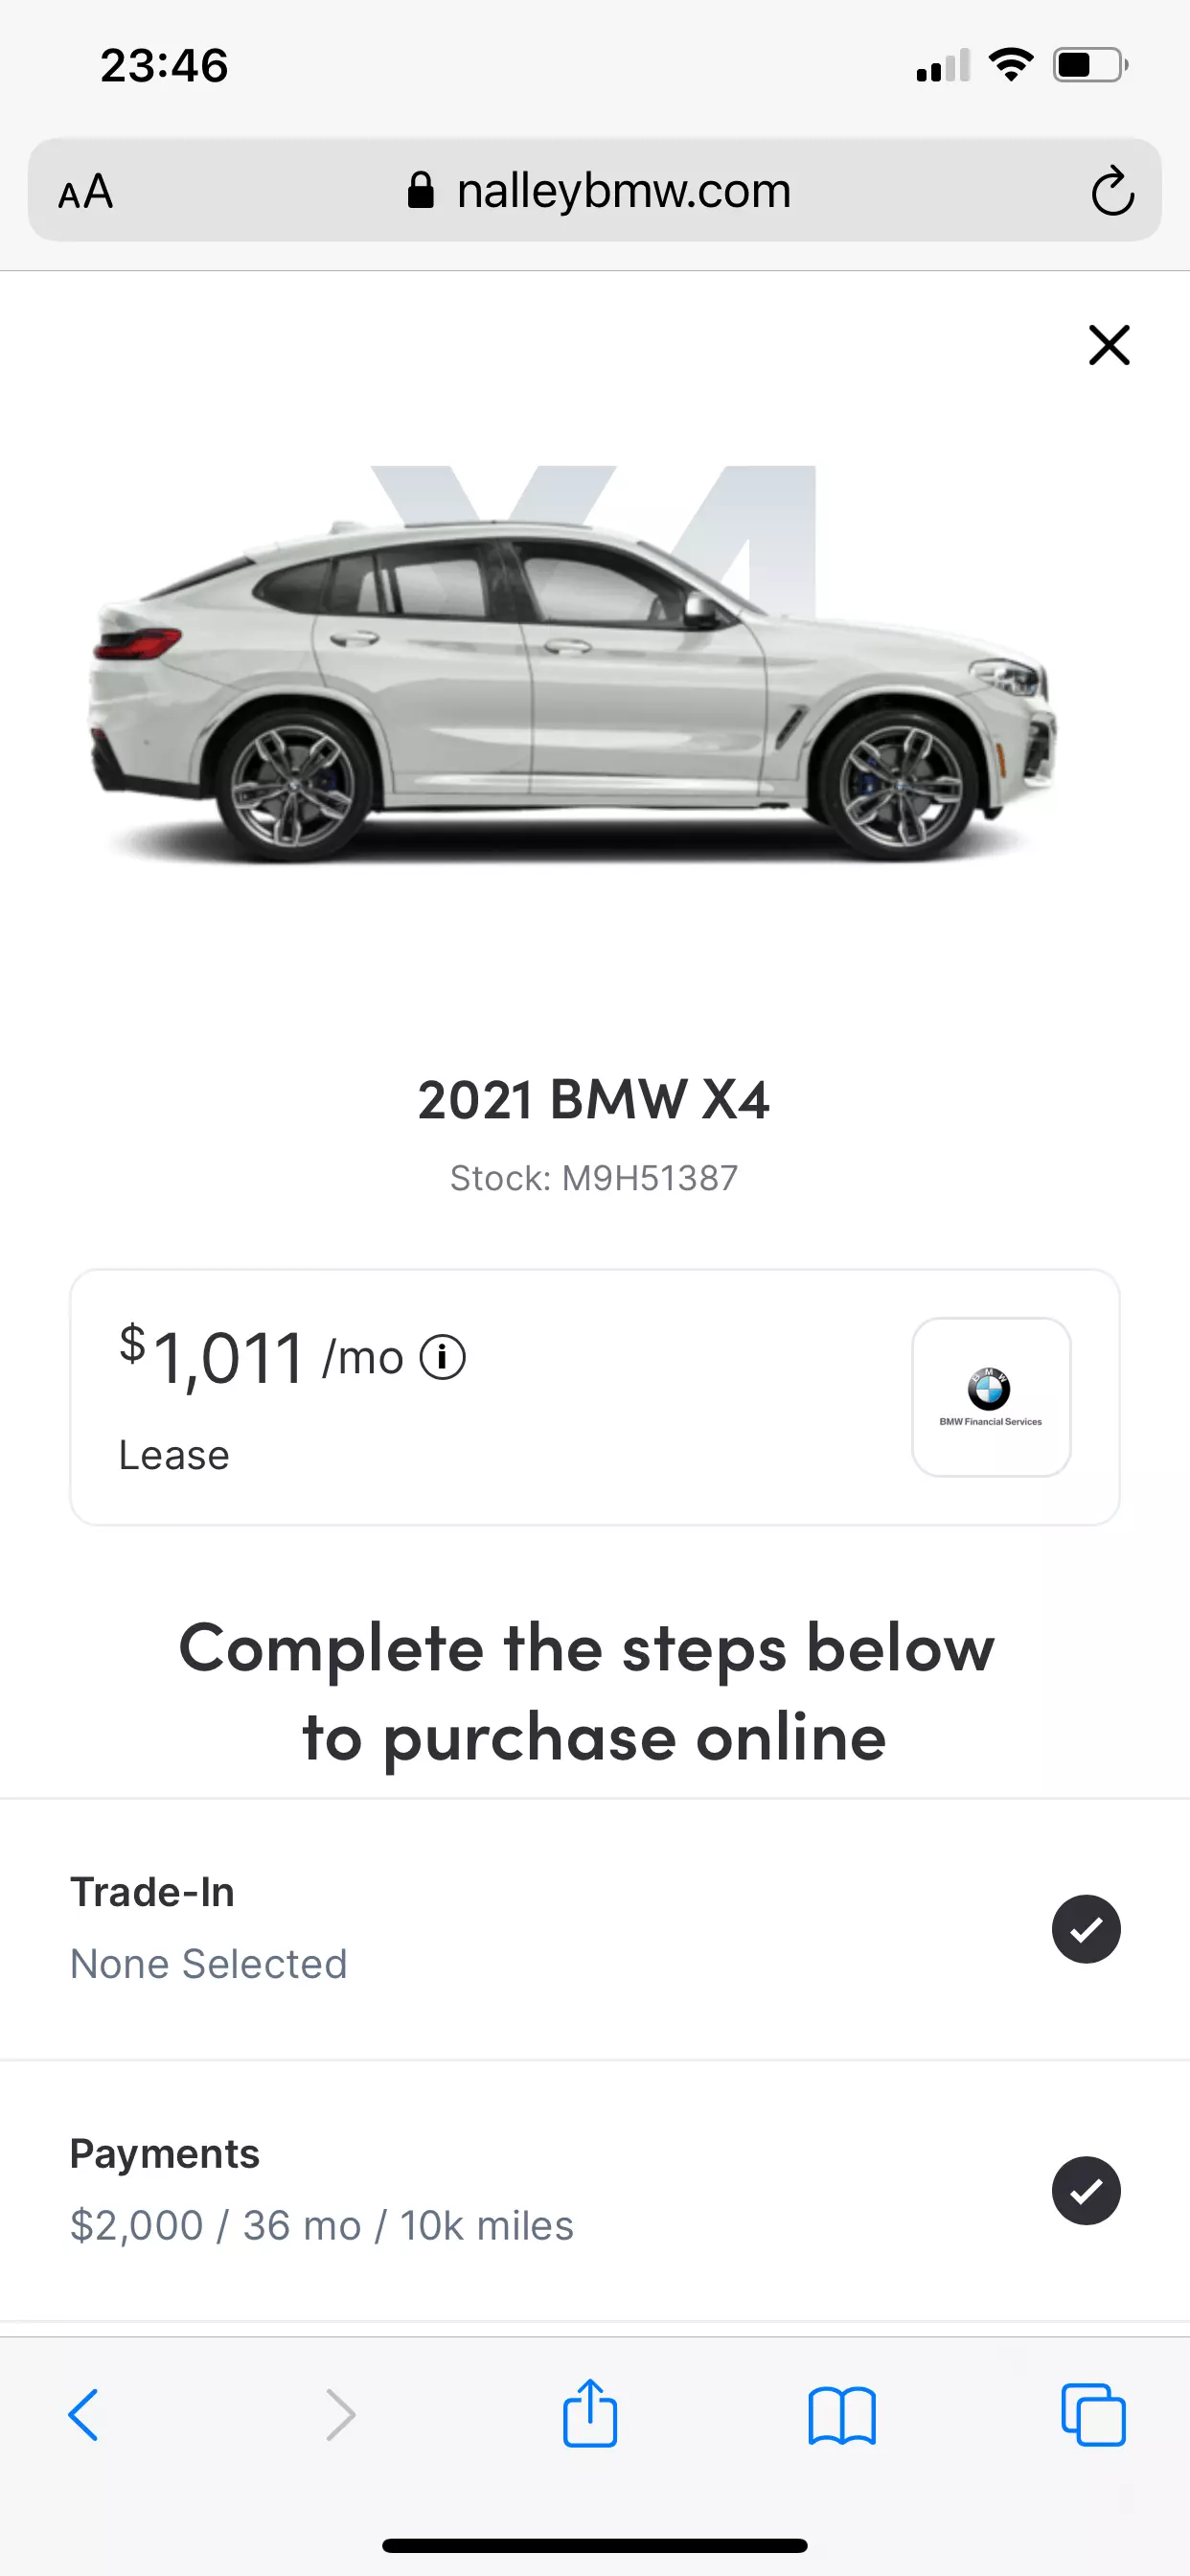 23:46
AA
nalleybmw.com
X4
2021 BMW X4
Stock: M9H51387
$1,011 /mo
Lease
BMW
BMW Financial Services
Complete the steps below
to purchase online
Trade-In
None Selected
Payments
$2,000 / 36 mo / 10k miles